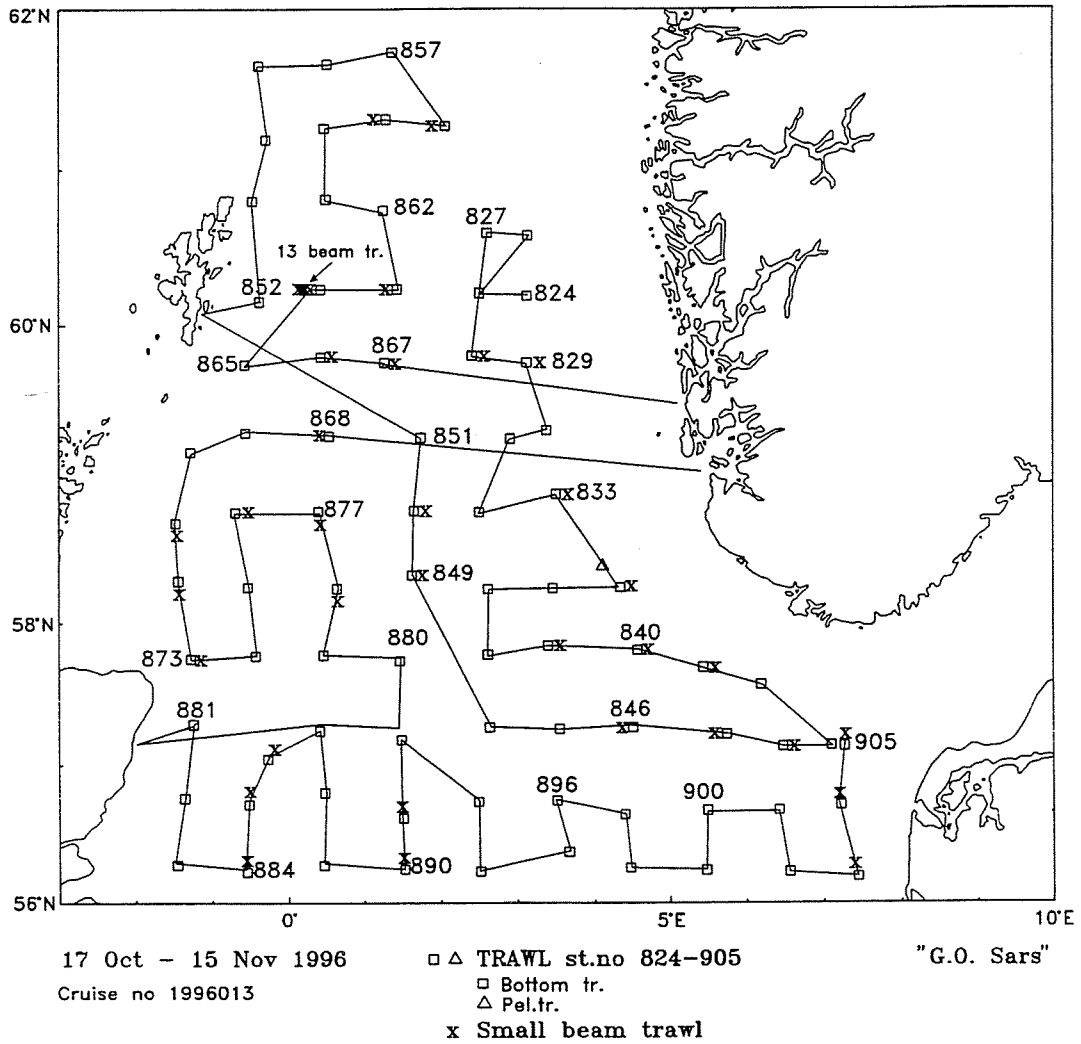 62°N
857
862
827
13 beam tr.
852
824
60°N
867
829
865
868
851
833
877
849
58°N
840
880
873
881
846
905
896
900
884
890
56°N
0° 5°E 10°E
17 Oct - 15 Nov 1996 □ △ TRAWL st.no 824-905 "G.O. Sars"
Cruise no 1996013 □ Bottom tr.
△ Pel.tr.
x Small beam trawl